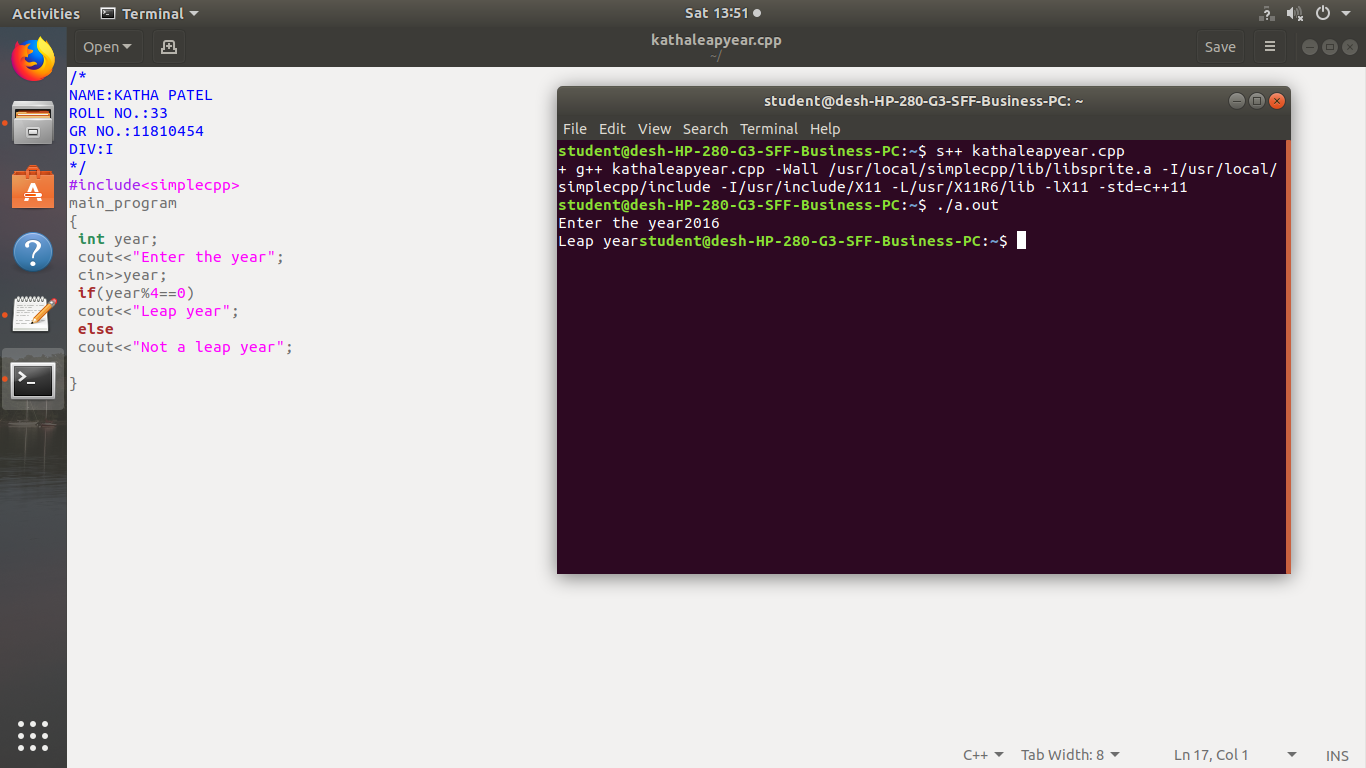 Activities
Terminal
Sat 13:51
Open
kathaleapyear.cpp
~/
Save
/*
NAME:KATHA PATEL
ROLL NO.:33
GR NO.:11810454
DIV:I
*/
#include<simplecpp>
main_program
{
int year;
cout<<"Enter the year";
cin>>year;
if(year%4==0)
cout<<"Leap year";
else
cout<<"Not a leap year";
}
student@desh-HP-280-G3-SFF-Business-PC: ~
File Edit View Search Terminal Help
student@desh-HP-280-G3-SFF-Business-PC:~$ s++ kathaleapyear.cpp
+ g++ kathaleapyear.cpp -Wall /usr/local/simplecpp/lib/libsprite.a -I/usr/local/
simplecpp/include -I/usr/include/X11 -L/usr/X11R6/lib -lX11 -std=c++11
student@desh-HP-280-G3-SFF-Business-PC:~$ ./a.out
Enter the year2016
Leap yearstudent@desh-HP-280-G3-SFF-Business-PC:~$
C++
Tab Width: 8
Ln 17, Col 1
INS